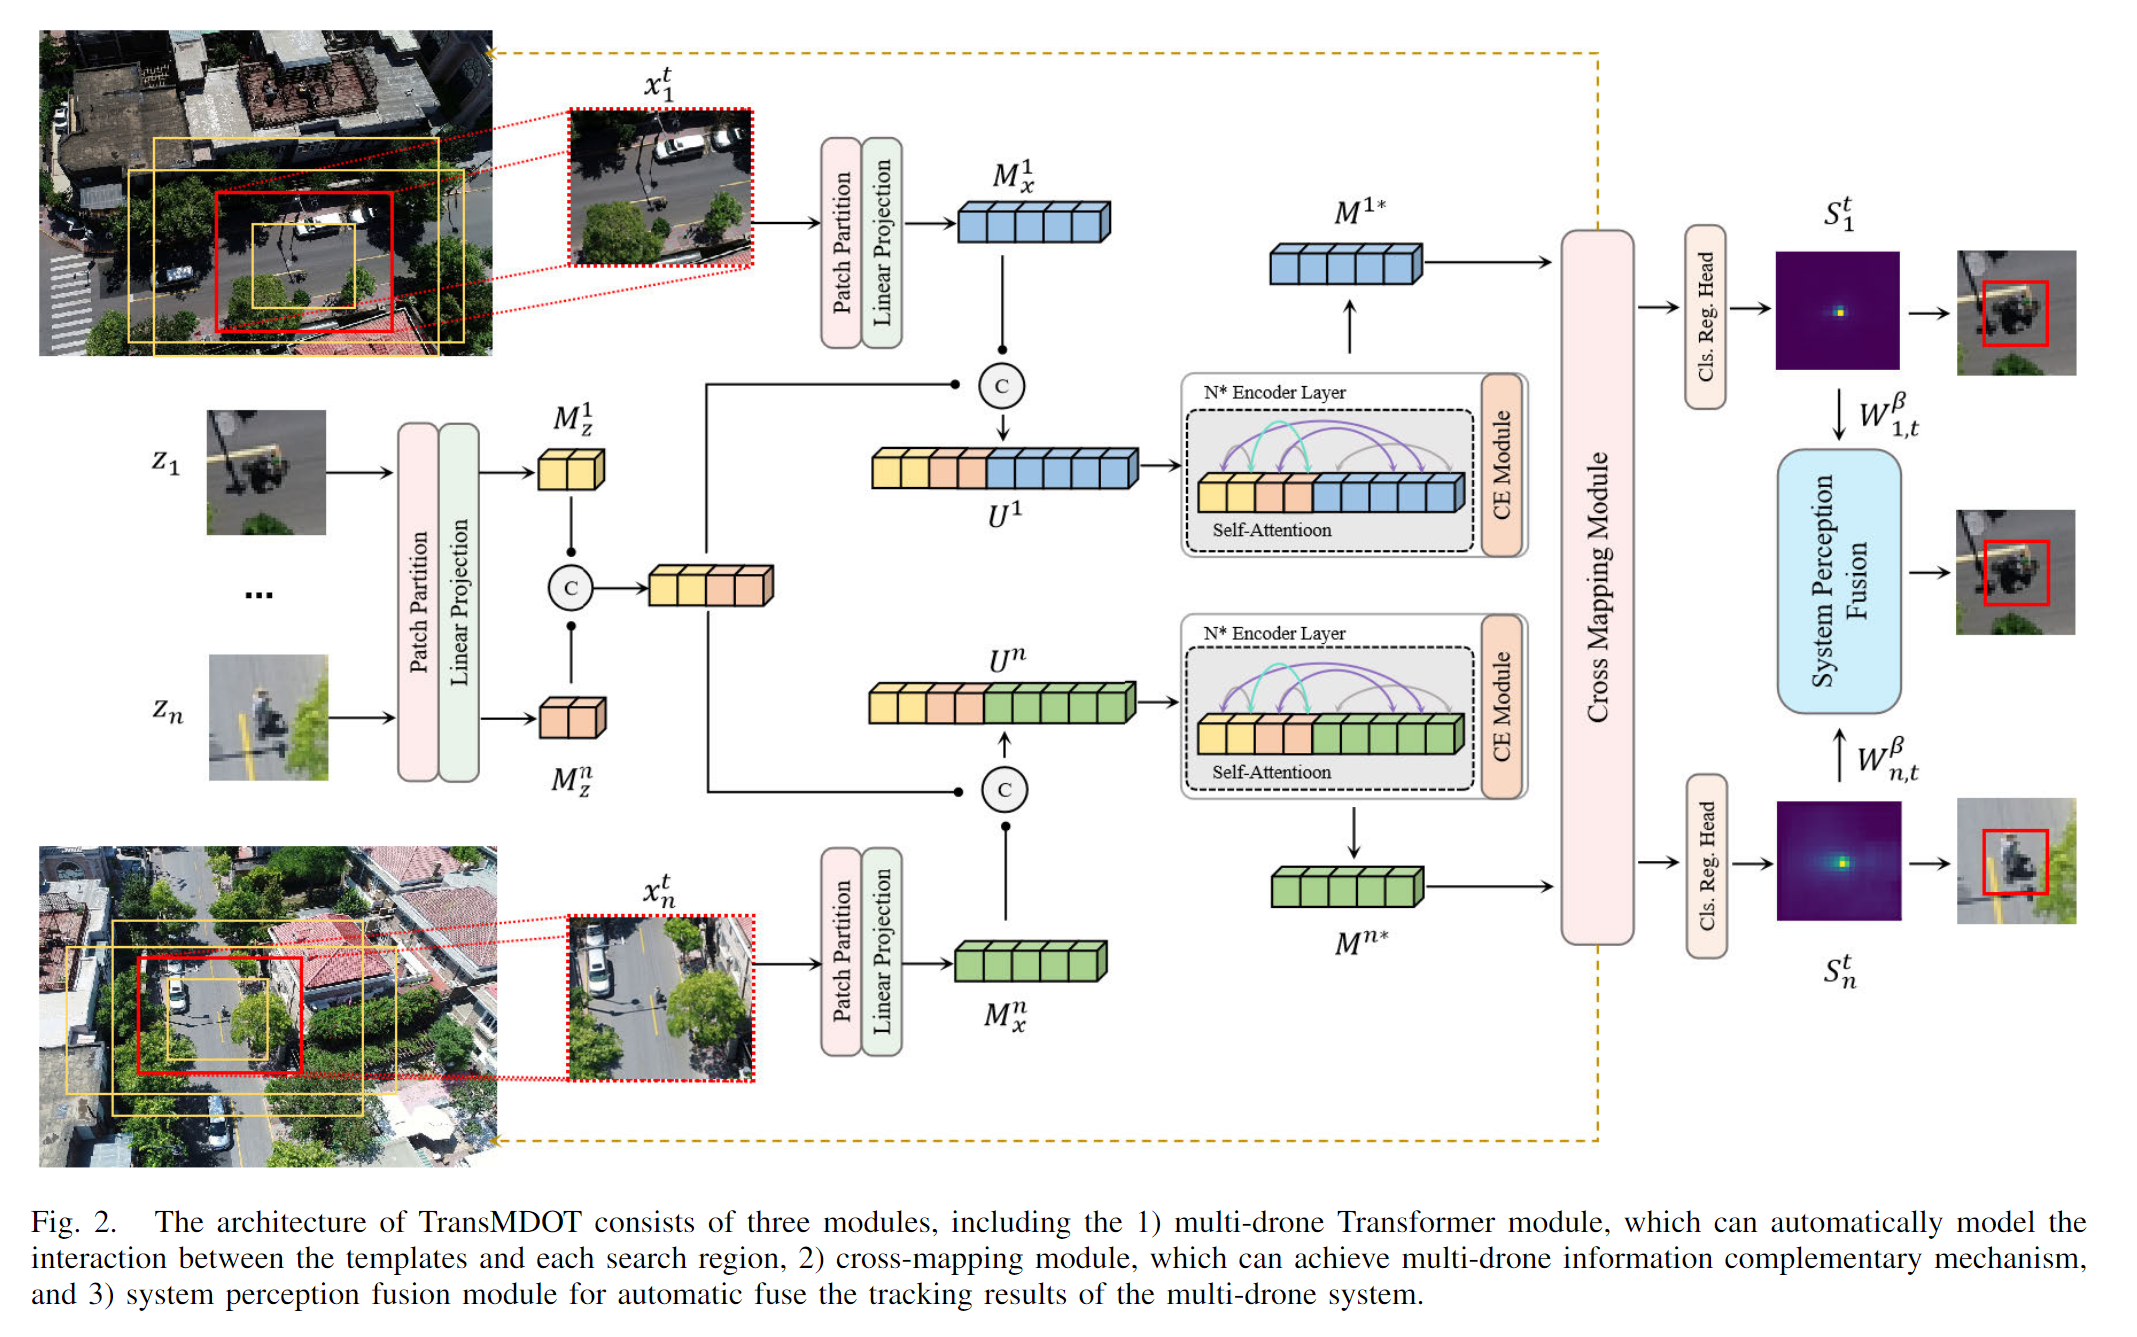 x_1^t
Patch Partition
Linear Projection
M_x^1
C
z_1
...
z_n
Patch Partition
Linear Projection
M_z^1
C
M_z^n
U^1
N* Encoder Layer
Self-Attentioon
CE Module
M^{1*}
U^n
N* Encoder Layer
Self-Attentioon
CE Module
M^{n*}
C
x_n^t
Patch Partition
Linear Projection
M_x^n
Cross Mapping Module
Cls. Reg. Head
S_1^t
W_{1,t}^β
System Perception
Fusion
W_{n,t}^β
Cls. Reg. Head
S_n^t
Fig. 2. The architecture of TransMDOT consists of three modules, including the 1) multi-drone Transformer module, which can automatically model the
interaction between the templates and each search region, 2) cross-mapping module, which can achieve multi-drone information complementary mechanism,
and 3) system perception fusion module for automatic fuse the tracking results of the multi-drone system.